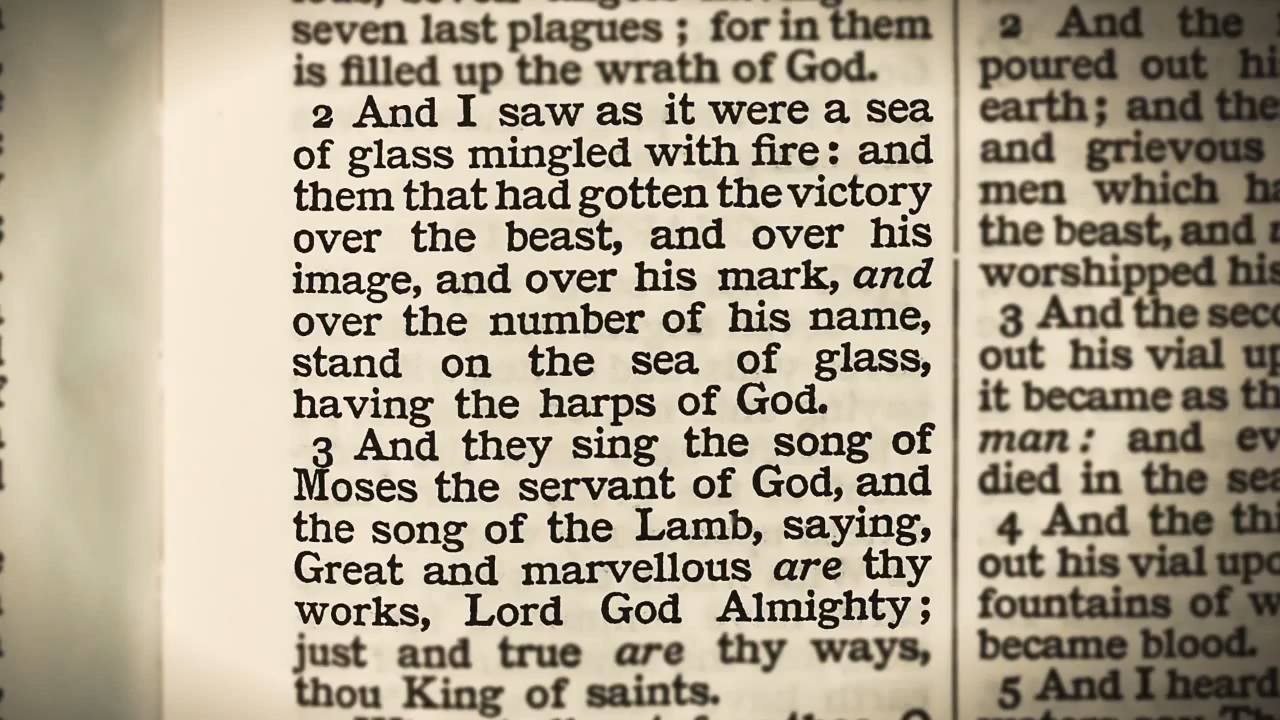 seven last plagues ; for in them
is filled up the wrath of God.
2 And I saw as it were a sea
of glass mingled with fire : and
them that had gotten the victory
over the beast, and over his
image, and over his mark, and
over the number of his name,
stand on the sea of glass,
having the harps of God.
3 And they sing the song of
Moses the servant of God, and
the song of the Lamb, saying,
Great and marvellous are thy
works, Lord God Almighty ;
just and true are thy ways,
thou King of saints.
2 And the
poured out
earth ; and
and grievous
men which
the beast, and
worshipped
3 And the
out his vial
it became as
man : and
died in the
4 And the
out his vial
fountains of
became blood.
5 And I heard